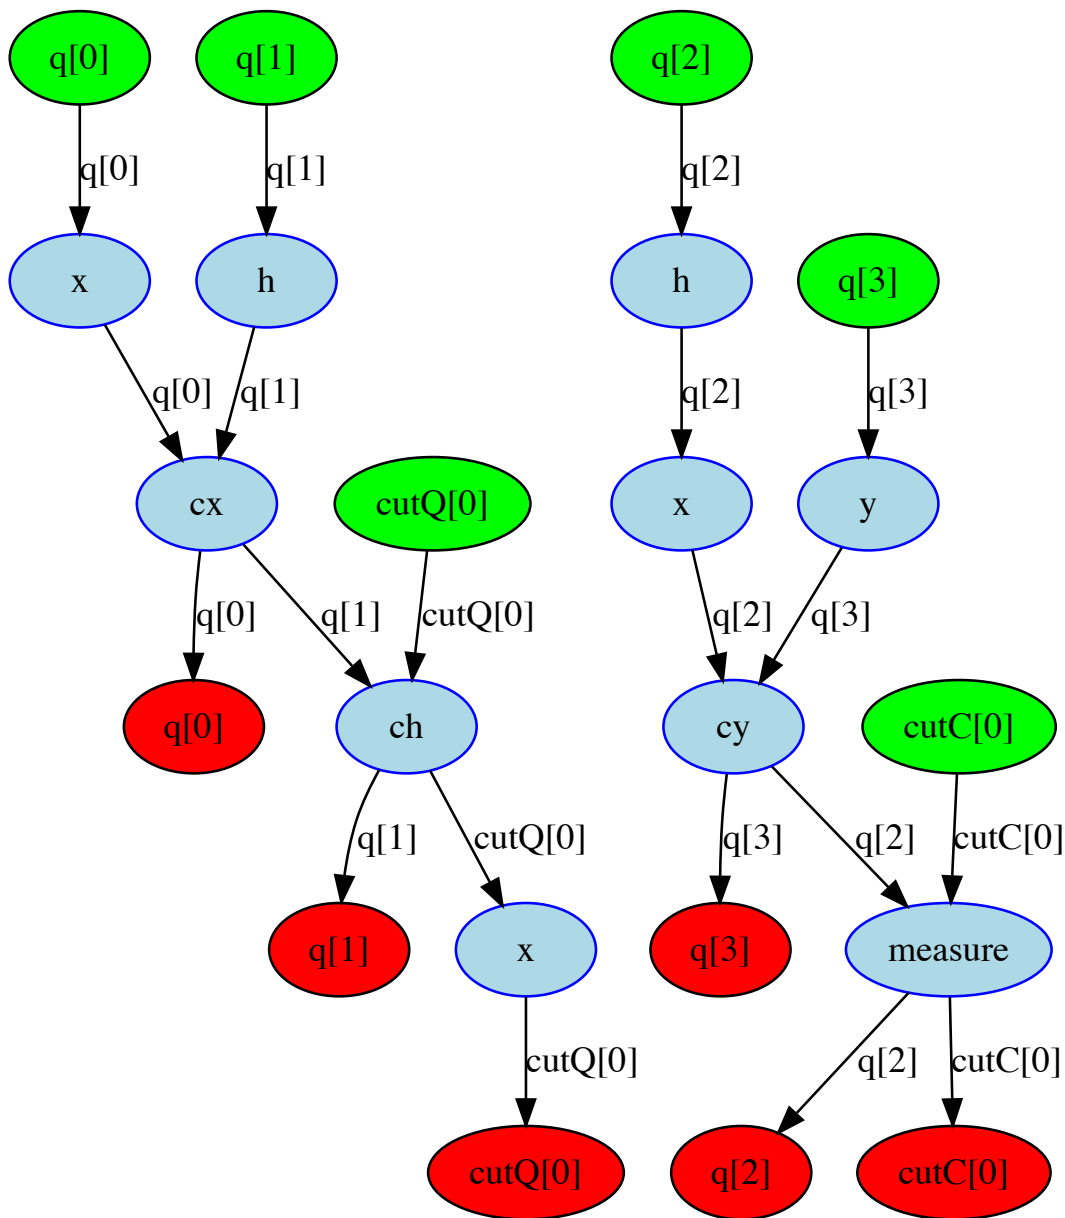 q[0]
q[1]
q[2]
q[0]
q[1]
q[2]
x
h
h
q[3]
q[0]
q[1]
q[2]
q[3]
cx
cutQ[0]
x
y
q[0]
q[1]
cutQ[0]
q[2]
q[3]
q[0]
ch
cy
cutC[0]
q[1]
cutQ[0]
q[3]
q[2]
cutC[0]
q[1]
x
q[3]
measure
cutQ[0]
q[2]
cutC[0]
cutQ[0]
q[2]
cutC[0]